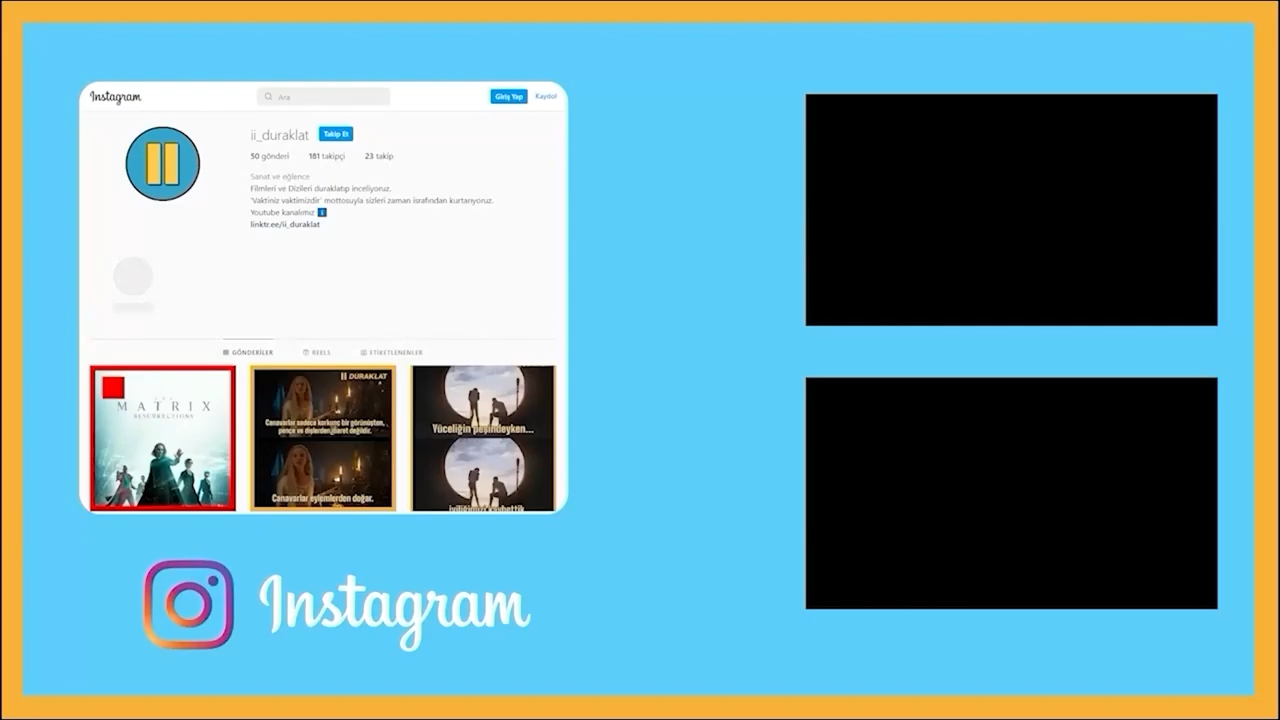 Instagram
Ara
Giriş Yap
Kaydol
ii_duraklat
Takip Et
50 gönderi
181 takipçi
23 takip
Sanat ve eğlence
Filmleri ve Dizileri duraklatıp inceliyoruz.
'Vaktiniz vaktimizdir' mottosuyla sizleri zaman israfından kurtarıyoruz.
Youtube kanalımız
linktr.ee/ii_duraklat
GÖNDERİLER
REELS
ETİKETLENENLER
THE
MATRIX
RESURRECTIONS
DURAKLAT
Canavarlar sadece korkunç bir görünüşten,
pençe ve dişlerden ibaret değildir.
Canavarlar eylemlerden doğar.
Yüceliğin peşindeyken...
iyiliğimizi kaybettik
Instagram